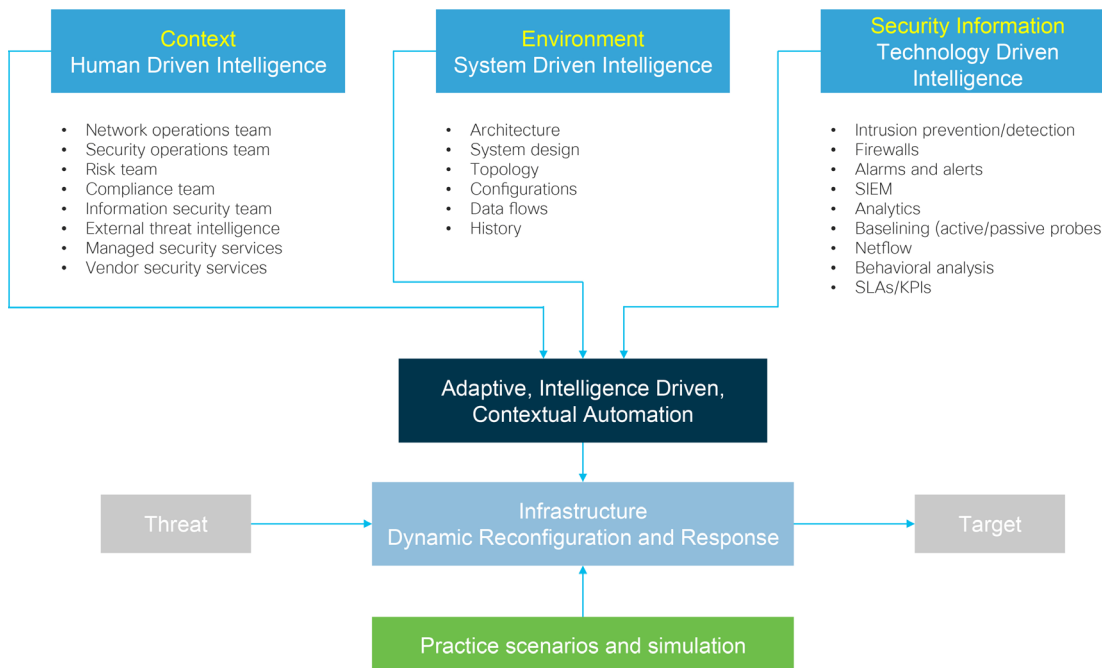 Context
Human Driven Intelligence
Environment
System Driven Intelligence
Security Information
Technology Driven
Intelligence
• Network operations team
• Security operations team
• Risk team
• Compliance team
• Information security team
• External threat intelligence
• Managed security services
• Vendor security services
• Architecture
• System design
• Topology
• Configurations
• Data flows
• History
• Intrusion prevention/detection
• Firewalls
• Alarms and alerts
• SIEM
• Analytics
• Baselining (active/passive probes
• Netflow
• Behavioral analysis
• SLAs/KPIs
Adaptive, Intelligence Driven,
Contextual Automation
Threat
Infrastructure
Dynamic Reconfiguration and Response
Target
Practice scenarios and simulation